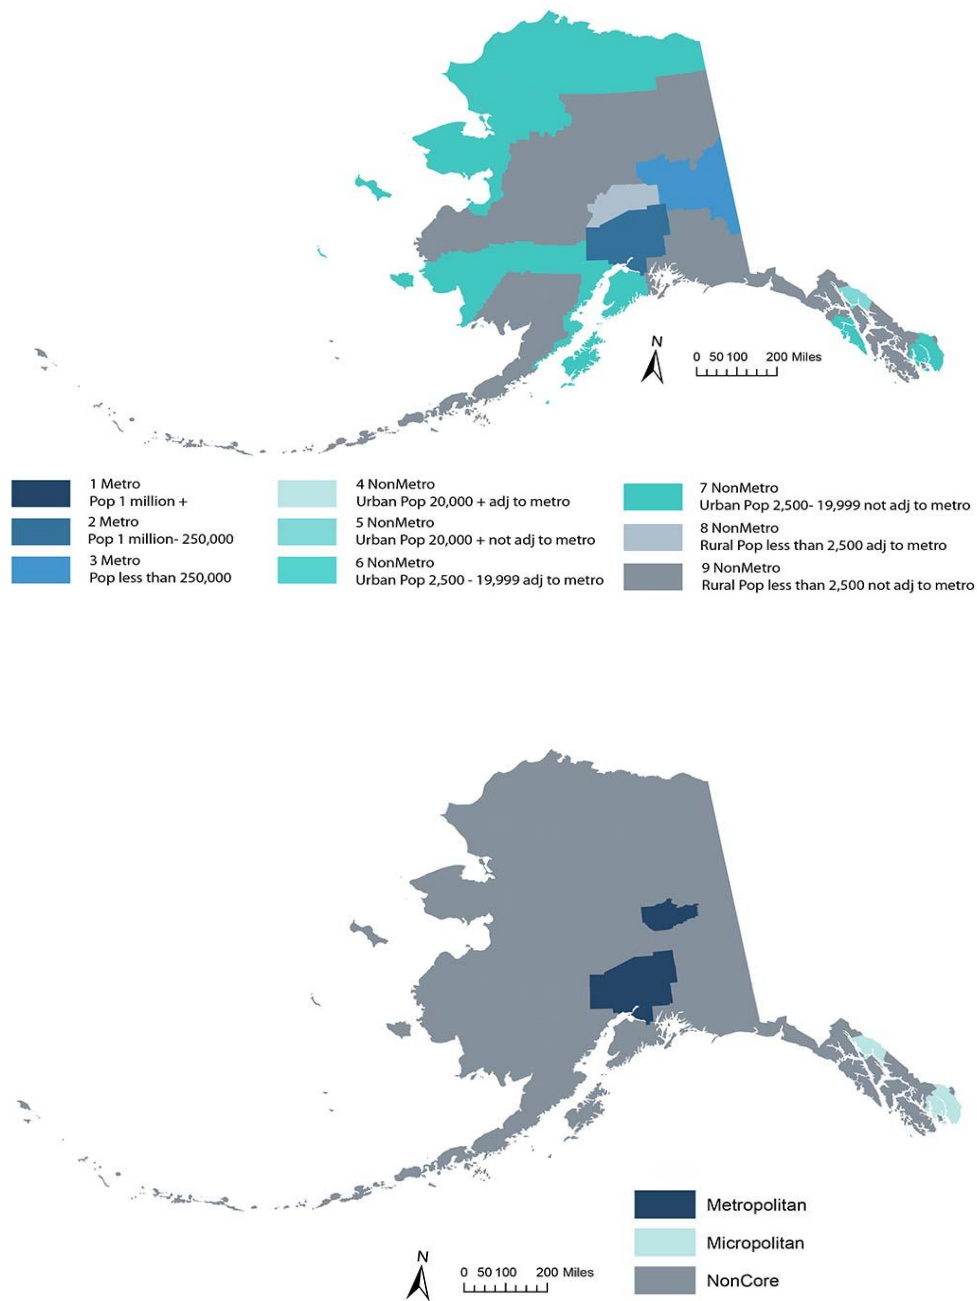 N
0 50 100 200 Miles
1 Metro
Pop 1 million +
2 Metro
Pop 1 million- 250,000
3 Metro
Pop less than 250,000
4 NonMetro
Urban Pop 20,000 + adj to metro
5 NonMetro
Urban Pop 20,000 + not adj to metro
6 NonMetro
Urban Pop 2,500 - 19,999 adj to metro
7 NonMetro
Urban Pop 2,500- 19,999 not adj to metro
8 NonMetro
Rural Pop less than 2,500 adj to metro
9 NonMetro
Rural Pop less than 2,500 not adj to metro
N
0 50 100 200 Miles
Metropolitan
Micropolitan
NonCore